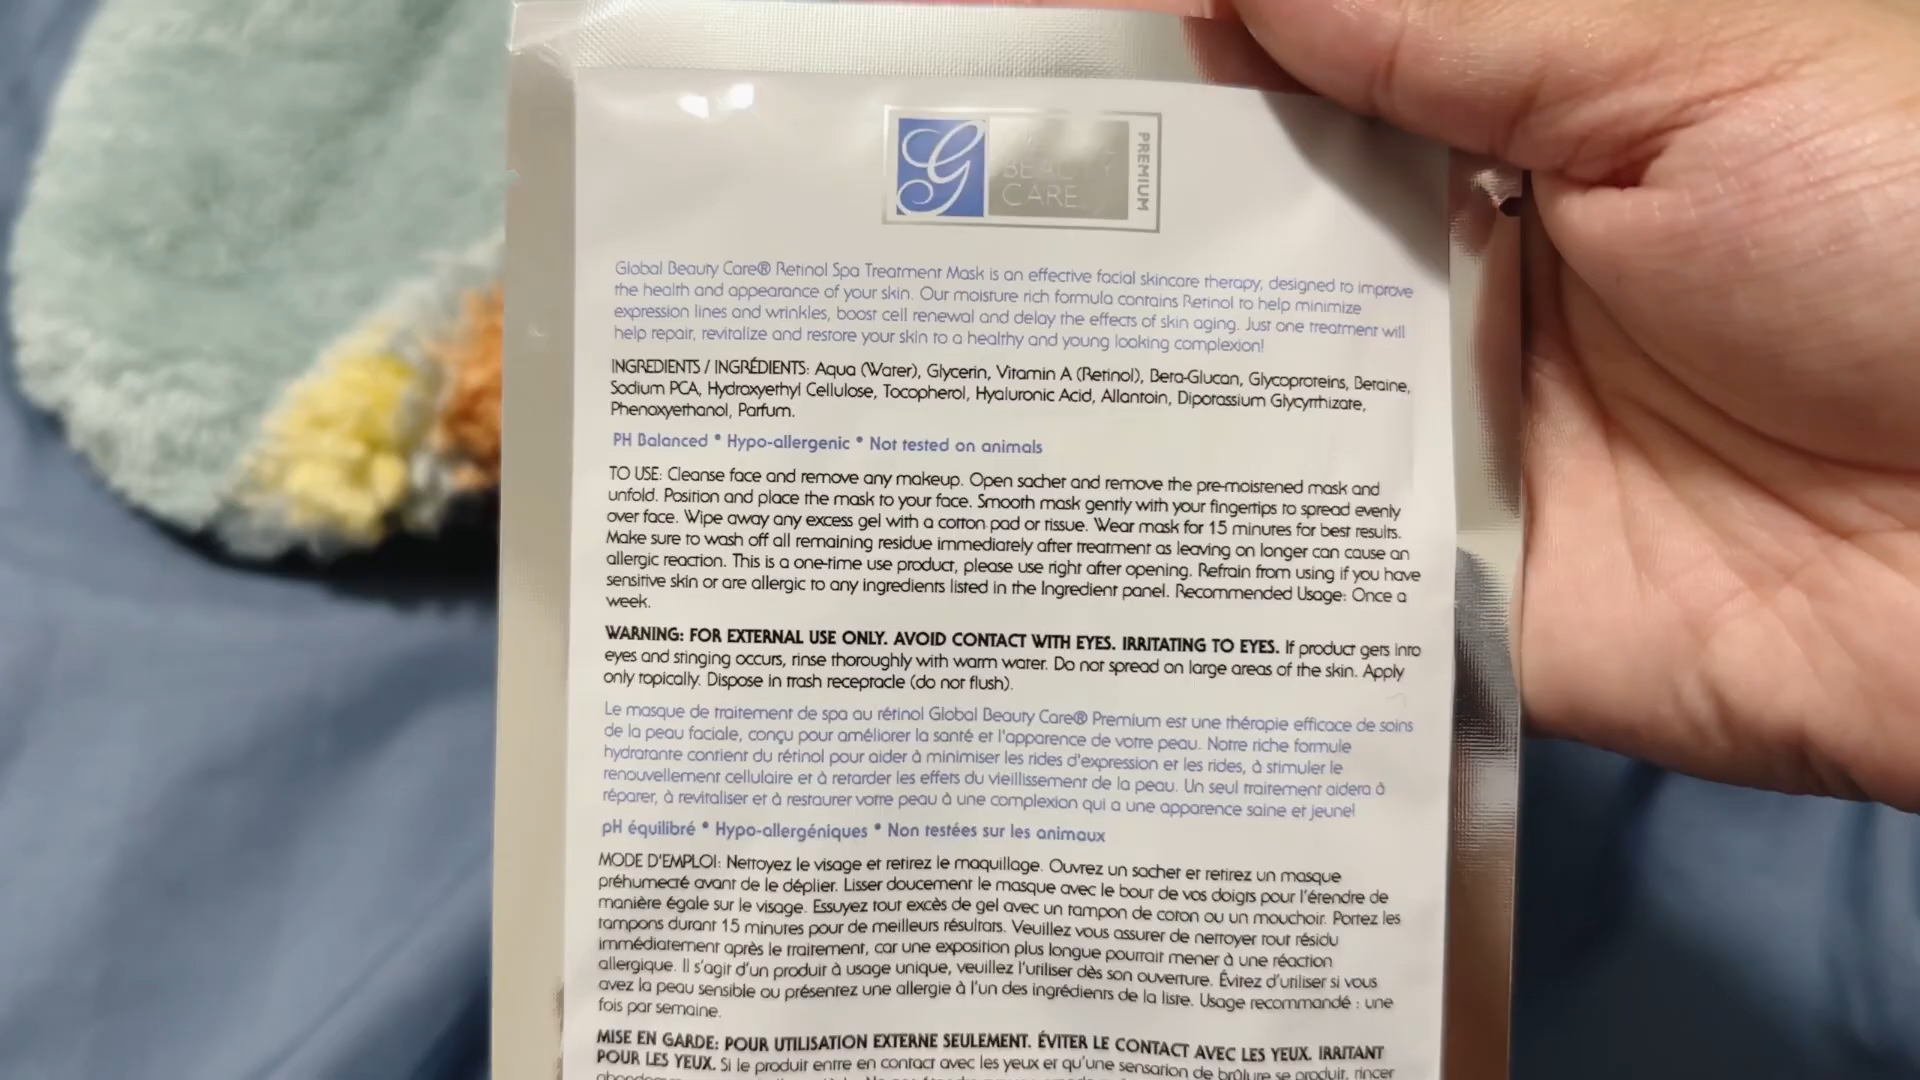 G
BEAUTY
CARE
PREMIUM
Global Beauty Care® Retinol Spa Treatment Mask is an effective facial skincare therapy, designed to improve
the health and appearance of your skin. Our moisture rich formula contains Retinol to help minimize
expression lines and wrinkles, boost cell renewal and delay the effects of skin aging. Just one treatment will
help repair, revitalize and restore your skin to a healthy and young looking complexion!
INGREDIENTS / INGRÉDIENTS: Aqua (Water), Glycerin, Vitamin A (Retinol), Beta-Glucan, Glycoproteins, Betaine,
Sodium PCA, Hydroxyethyl Cellulose, Tocopherol, Hyaluronic Acid, Allantoin, Dipotassium Glycyrrhizate,
Phenoxyethanol, Parfum.
PH Balanced • Hypo-allergenic • Not tested on animals
TO USE: Cleanse face and remove any makeup. Open sachet and remove the pre-moistened mask and
unfold. Position and place the mask to your face. Smooth mask gently with your fingertips to spread evenly
over face. Wipe away any excess gel with a cotton pad or tissue. Wear mask for 15 minutes for best results.
Make sure to wash off all remaining residue immediately after treatment as leaving on longer can cause an
allergic reaction. This is a one-time use product, please use right after opening. Refrain from using if you have
sensitive skin or are allergic to any ingredients listed in the Ingredient panel. Recommended Usage: Once a
week.
WARNING: FOR EXTERNAL USE ONLY. AVOID CONTACT WITH EYES. IRRITATING TO EYES. If product gets into
eyes and stinging occurs, rinse thoroughly with warm water. Do not spread on large areas of the skin. Apply
only topically. Dispose in trash receptacle (do not flush).
Le masque de traitement de spa au rétinol Global Beauty Care® Premium est une thérapie efficace de soins
de la peau faciale, conçu pour améliorer la santé et l'apparence de votre peau. Notre riche formule
hydratante contient du rétinol pour aider à minimiser les rides d'expression et les rides, à stimuler le
renouvellement cellulaire et à retarder les effets du vieillissement de la peau. Un seul traitement aidera à
réparer, à revitaliser et à restaurer votre peau à une complexion qui a une apparence saine et jeune!
pH équilibré • Hypo-allergéniques • Non testées sur les animaux
MODE D'EMPLOI: Nettoyez le visage et retirez le maquillage. Ouvrez un sachet et retirez un masque
préhumecté avant de le déplier. Lisser doucement le masque avec le bout de vos doigts pour l'étendre de
manière égale sur le visage. Essuyez tout excès de gel avec un tampon de coton ou un mouchoir. Portez les
tampons durant 15 minutes pour de meilleurs résultats. Veuillez vous assurer de nettoyer tout résidu
immédiatement après le traitement, car une exposition plus longue pourrait mener à une réaction
allergique. Il s'agit d'un produit à usage unique, veuillez l'utiliser dès son ouverture. Évitez d'utiliser si vous
avez la peau sensible ou présentez une allergie à l'un des ingrédients de la liste. Usage recommandé : une
fois par semaine.
MISE EN GARDE: POUR UTILISATION EXTERNE SEULEMENT. ÉVITER LE CONTACT AVEC LES YEUX. IRRITANT
POUR LES YEUX. Si le produit entre en contact avec les yeux et qu'une sensation de brûlure se produit, rincer